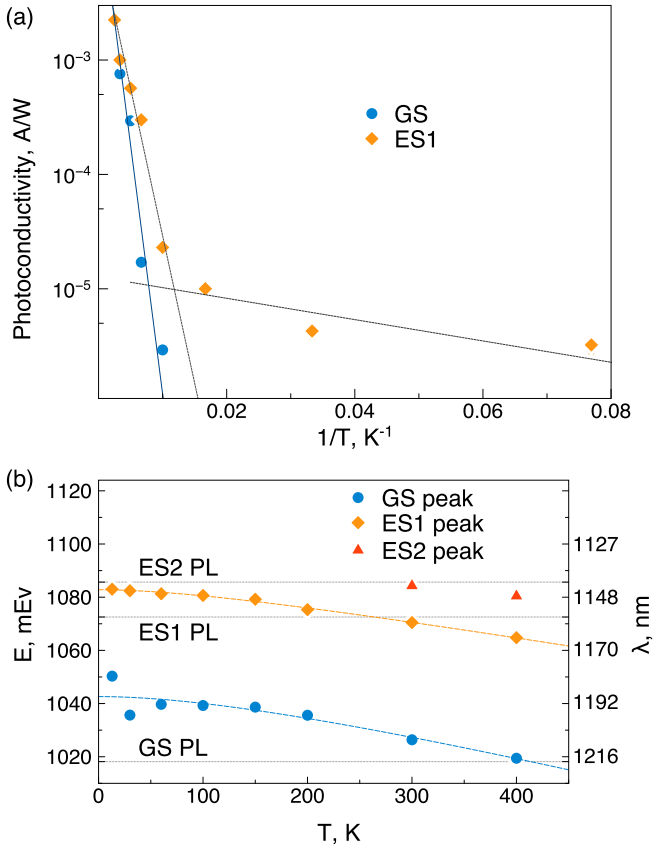 (a)
Photoconductivity, A/W
10⁻³
10⁻⁴
10⁻⁵
GS
ES1
0.02
0.04
0.06
0.08
1/T, K⁻¹
(b)
E, mEv
1120
1100
1080
1060
1040
1020
GS peak
ES1 peak
ES2 peak
ES2 PL
ES1 PL
GS PL
1127
1148
1170
1192
1216
λ, nm
0
100
200
300
400
T, K